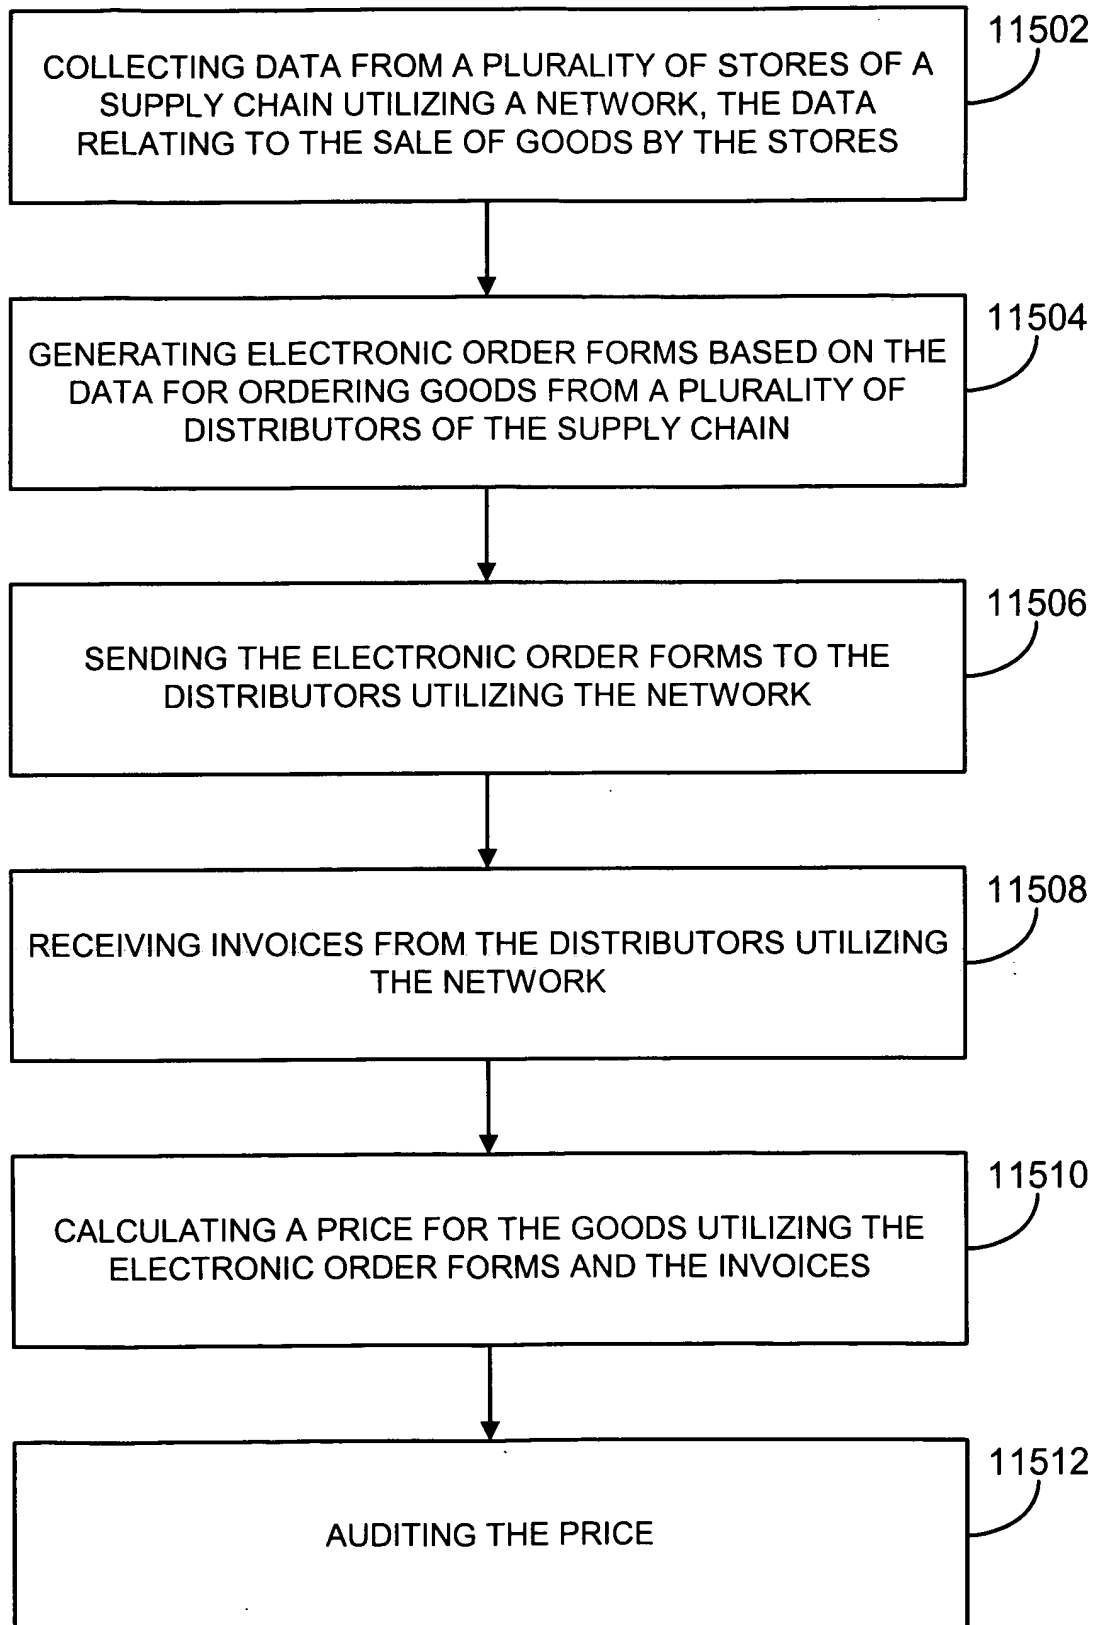 11502
COLLECTING DATA FROM A PLURALITY OF STORES OF A
SUPPLY CHAIN UTILIZING A NETWORK, THE DATA
RELATING TO THE SALE OF GOODS BY THE STORES
11504
GENERATING ELECTRONIC ORDER FORMS BASED ON THE
DATA FOR ORDERING GOODS FROM A PLURALITY OF
DISTRIBUTORS OF THE SUPPLY CHAIN
11506
SENDING THE ELECTRONIC ORDER FORMS TO THE
DISTRIBUTORS UTILIZING THE NETWORK
11508
RECEIVING INVOICES FROM THE DISTRIBUTORS UTILIZING
THE NETWORK
11510
CALCULATING A PRICE FOR THE GOODS UTILIZING THE
ELECTRONIC ORDER FORMS AND THE INVOICES
11512
AUDITING THE PRICE